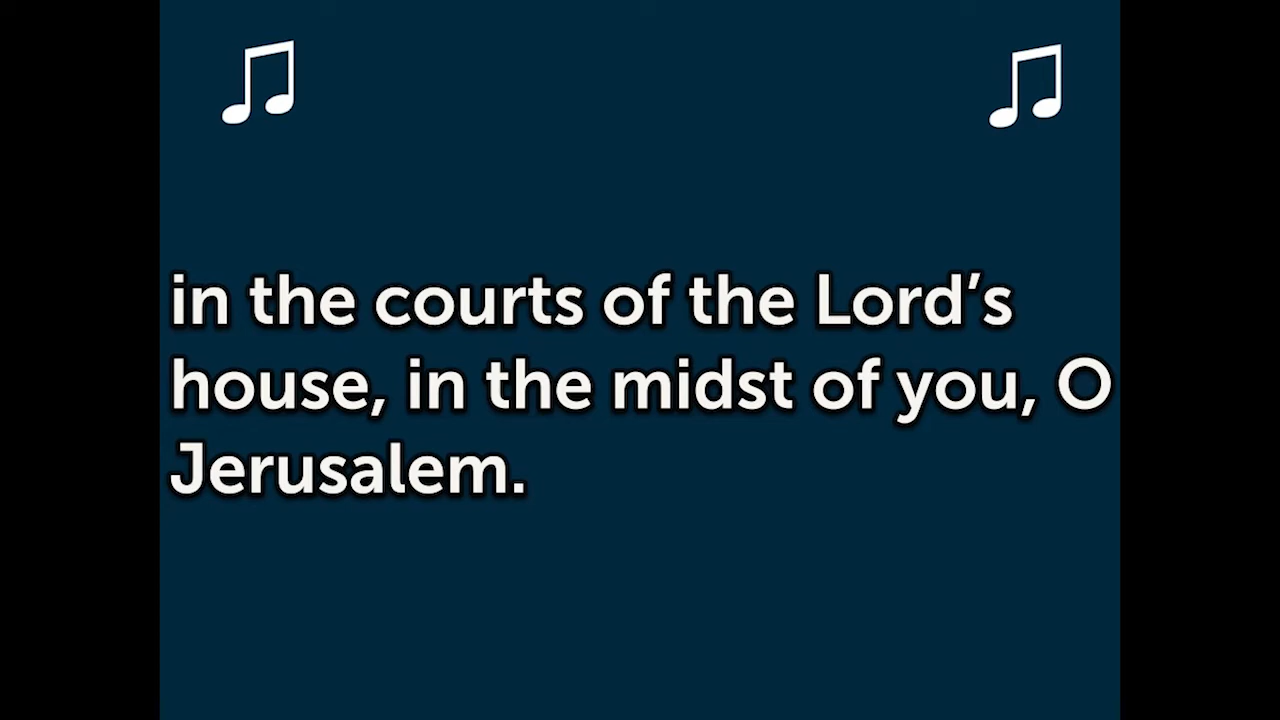 in the courts of the Lord’s
house, in the midst of you, O
Jerusalem.